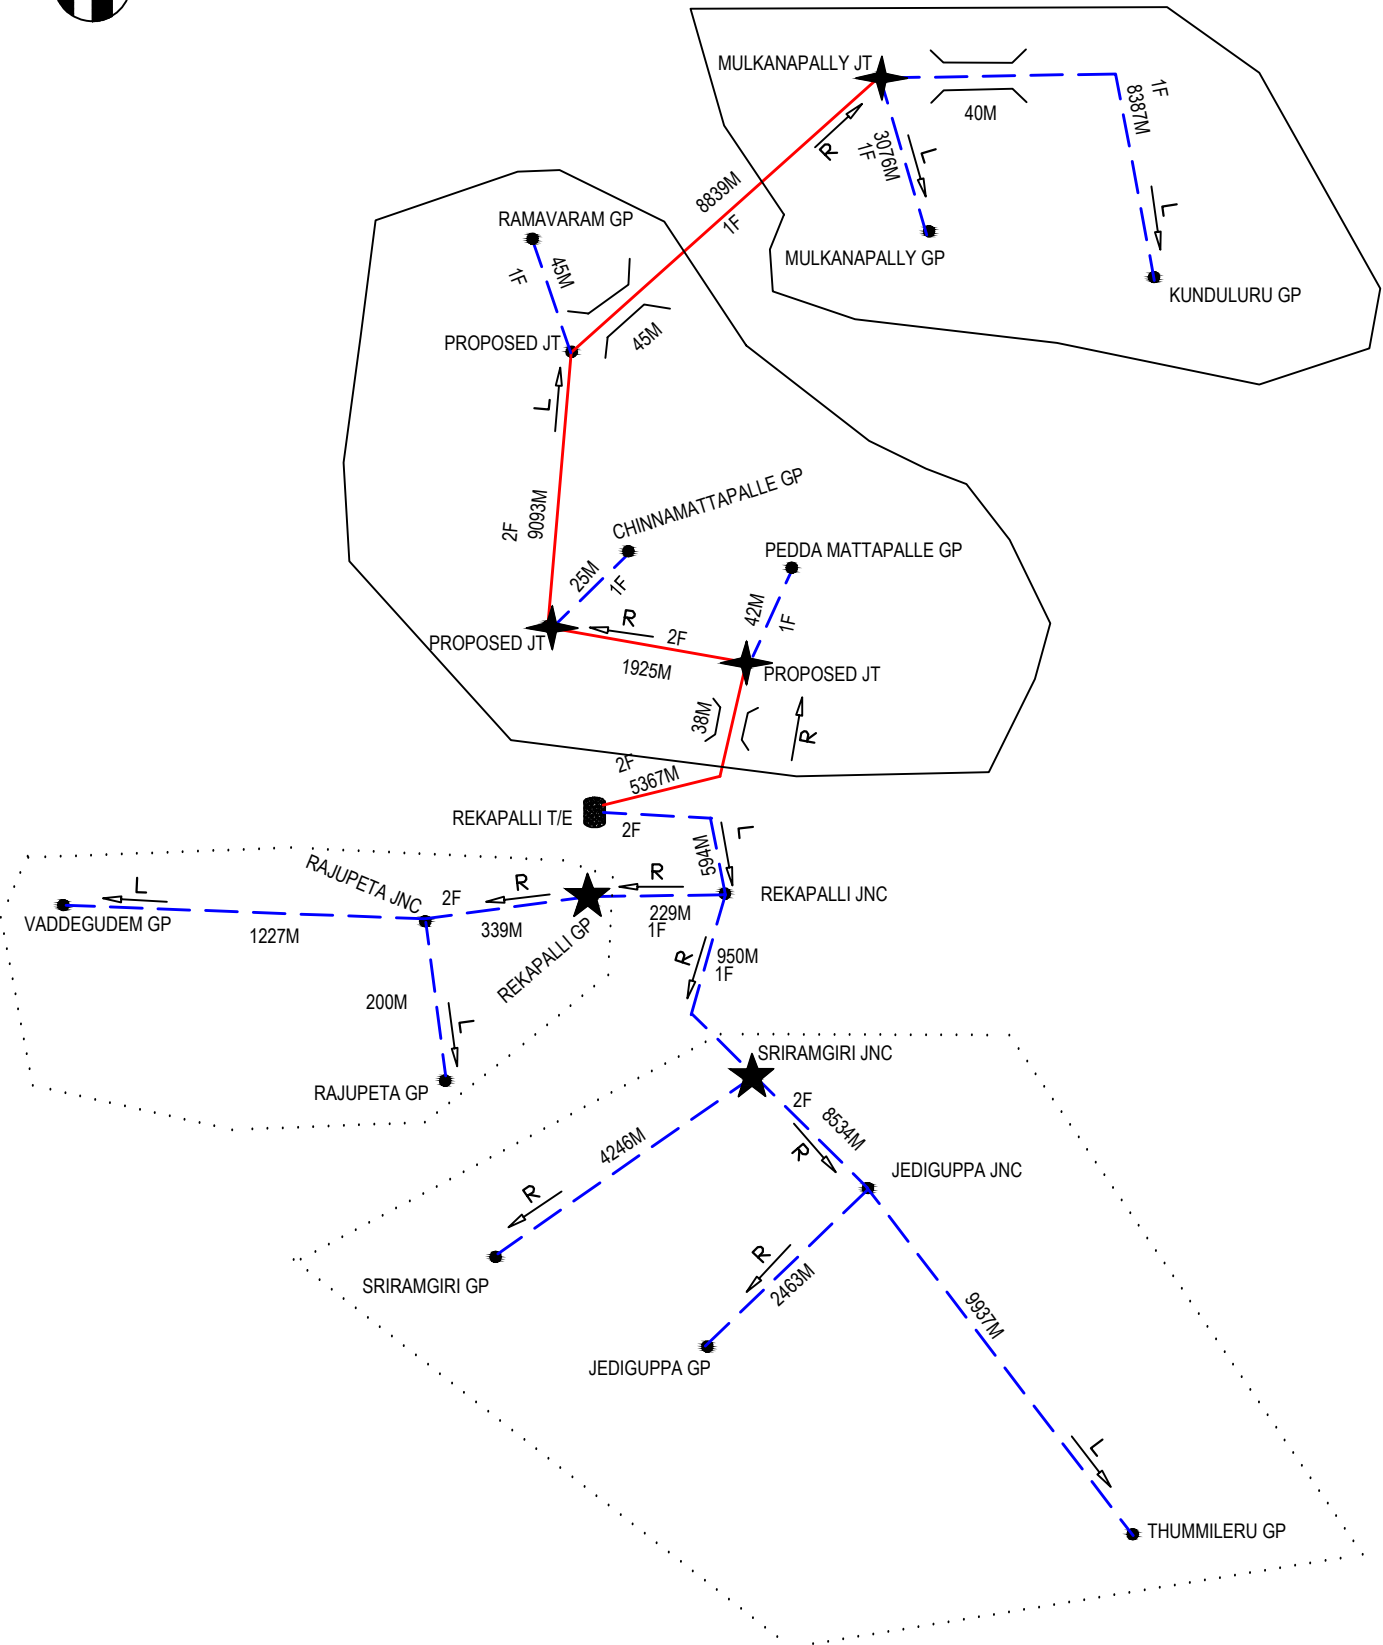 MULKANAPALLY JT
40M
1F
8387M
R
3076M
1F
L
L
8839M
1F
RAMAVARAM GP
MULKANAPALLY GP
KUNDULURU GP
45M
1F
PROPOSED JT
45M
L
9093M
2F
CHINNAMATTAPALLE GP
PEDDA MATTAPALLE GP
25M
1F
42M
1F
R
2F
PROPOSED JT
1925M
PROPOSED JT
38M
R
2F
5367M
REKAPALLI T/E
2F
L
594M
RAJUPETA JNC
L
R
R
2F
REKAPALLI JNC
VADDEGUDEM GP
1227M
339M
229M
1F
REKAPALLI GP
R
950M
1F
200M
L
RAJUPETA GP
SRIRAMGIRI JNC
2F
8534M
R
4246M
R
JEDIGUPPA JNC
SRIRAMGIRI GP
R
2463M
9937M
JEDIGUPPA GP
L
THUMMILERU GP